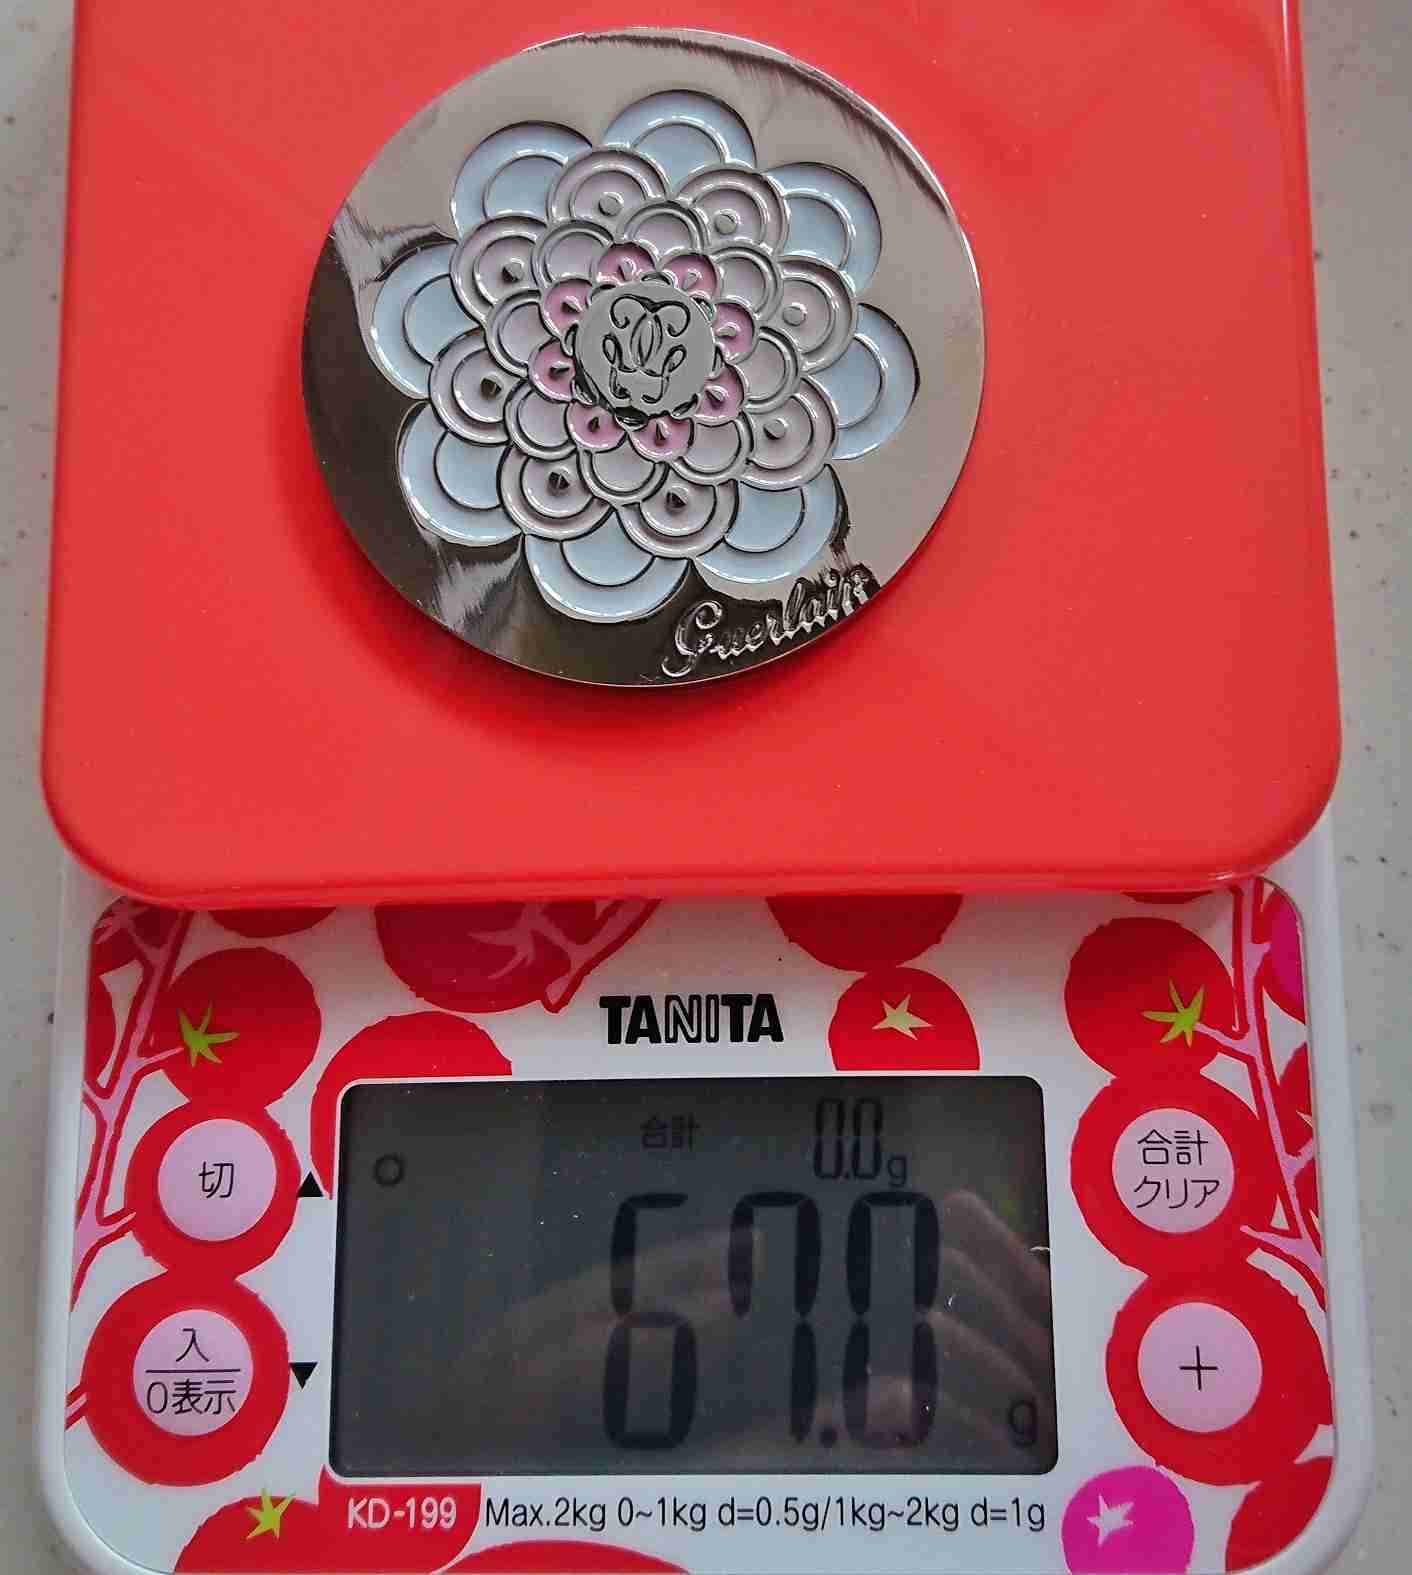 Guerlain
TANITA
合計 0.0g
67.0 g
切
入
0表示
合計
クリア
＋
KD-199 Max.2kg 0~1kg d=0.5g/1kg~2kg d=1g